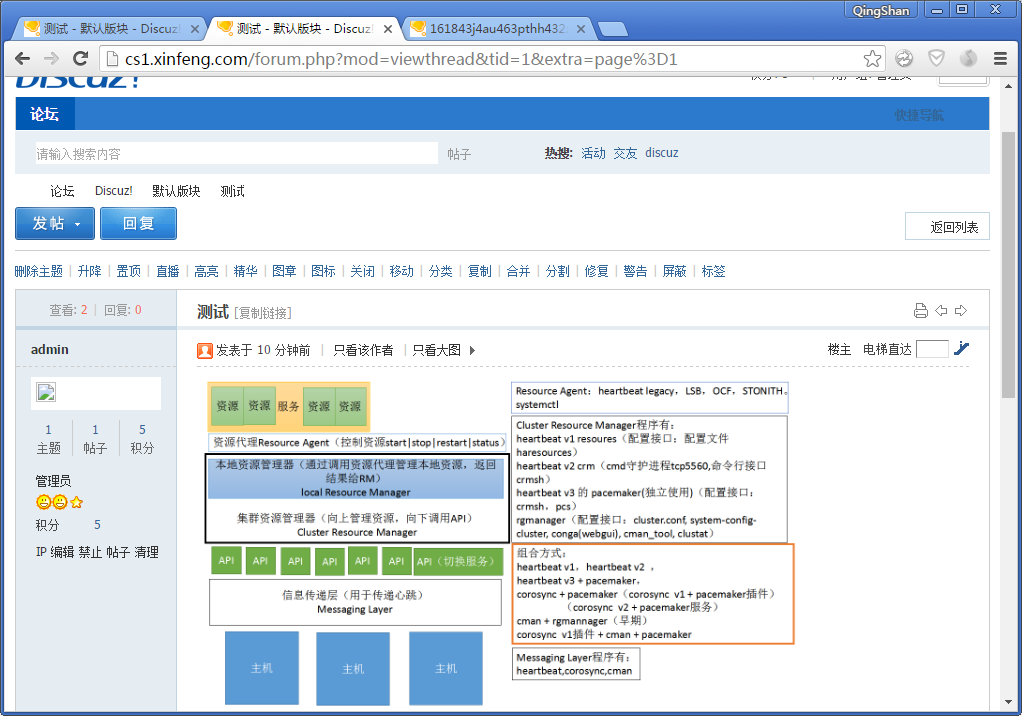 QingShan
测试 - 默认版块 - Discuz!
测试 - 默认版块 - Discuz!
161843j4au463pthh432
cs1.xinfeng.com/forum.php?mod=viewthread&tid=1&extra=page%3D1
Discuz!
论坛
快捷导航
请输入搜索内容
帖子
热搜: 活动 交友 discuz
论坛 Discuz! 默认版块 测试
发帖 回复
返回列表
删除主题 | 升降 | 置顶 | 直播 | 高亮 | 精华 | 图章 | 图标 | 关闭 | 移动 | 分类 | 复制 | 合并 | 分割 | 修复 | 警告 | 屏蔽 | 标签
查看: 2 | 回复: 0
测试 [复制链接]
admin
发表于 10 分钟前 | 只看该作者 | 只看大图
楼主 电梯直达
1 1 5
主题 帖子 积分
管理员
积分 5
IP 编辑 禁止 帖子 清理
资源 资源 服务 资源 资源
资源代理Resource Agent（控制资源start|stop|restart|status）
本地资源管理器（通过调用资源代理管理本地资源，返回
结果给RM）
local Resource Manager
集群资源管理器（向上管理资源，向下调用API）
Cluster Resource Manager
API API API API API API API（切换服务）
信息传递层（用于传递心跳）
Messaging Layer
主机 主机 主机
Resource Agent：heartbeat legacy，LSB，OCF，STONITH。
systemctl
Cluster Resource Manager程序有：
heartbeat v1 resoures（配置接口：配置文件
haresources）
heartbeat v2 crm（cmd守护进程tcp5560,命令行接口
crmsh）
heartbeat v3 的 pacemaker(独立使用)（配置接口：
crmsh，pcs）
rgmanager（配置接口：cluster.conf, system-config-
cluster, conga(webgui), cman_tool, clustat）
组合方式：
heartbeat v1，heartbeat v2 ，
heartbeat v3 + pacemaker，
corosync + pacemaker（corosync v1 + pacemaker插件）
（corosync v2 + pacemaker服务）
cman + rgmannager（早期）
corosync v1插件 + cman + pacemaker
Messaging Layer程序有：
heartbeat,corosync,cman